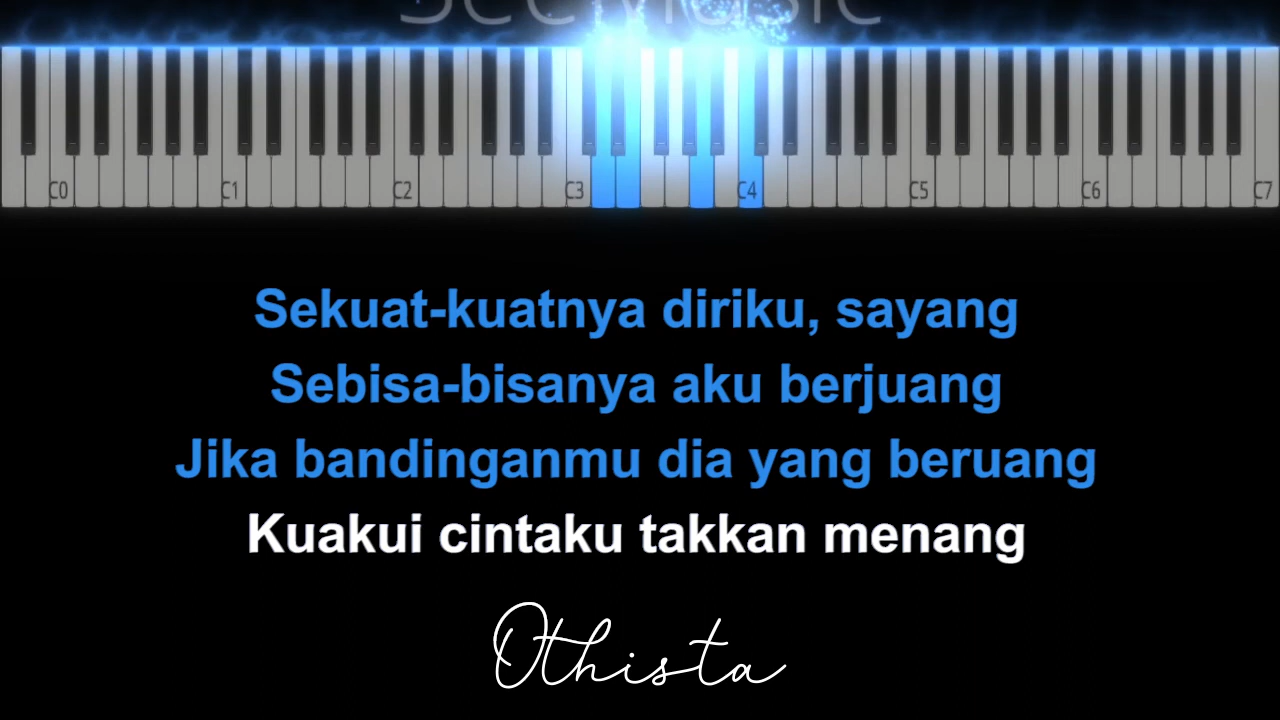 SeeMusic
C0 C1 C2 C3 C4 C5 C6 C7
Sekuat-kuatnya diriku, sayang
Sebisa-bisanya aku berjuang
Jika bandinganmu dia yang beruang
Kuakui cintaku takkan menang
Othista